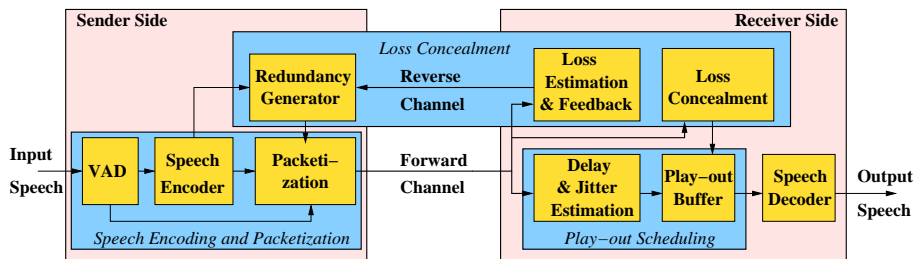 Sender Side
Receiver Side
Loss Concealment
Redundancy
Generator
Reverse
Channel
Loss
Estimation
& Feedback
Loss
Concealment
Input
Speech
VAD
Speech
Encoder
Packeti−
zation
Forward
Channel
Delay
& Jitter
Estimation
Play−out
Buffer
Speech
Decoder
Output
Speech
Speech Encoding and Packetization
Play−out Scheduling